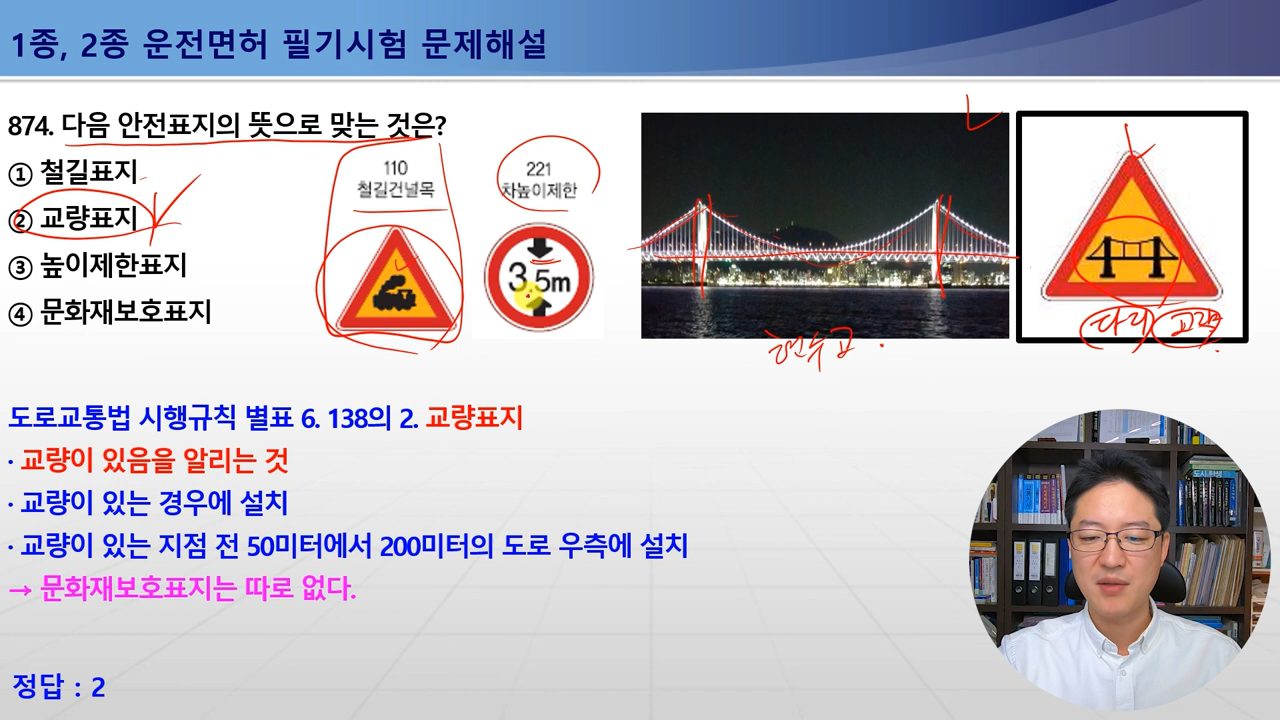 1종, 2종 운전면허 필기시험 문제해설
874. 다음 안전표지의 뜻으로 맞는 것은?
① 철길표지
② 교량표지
③ 높이제한표지
④ 문화재보호표지
110
철길건널목
221
차높이제한
3.5m
현수교
다리 교량
도로교통법 시행규칙 별표 6. 138의 2. 교량표지
· 교량이 있음을 알리는 것
· 교량이 있는 경우에 설치
· 교량이 있는 지점 전 50미터에서 200미터의 도로 우측에 설치
→ 문화재보호표지는 따로 없다.
정답 : 2